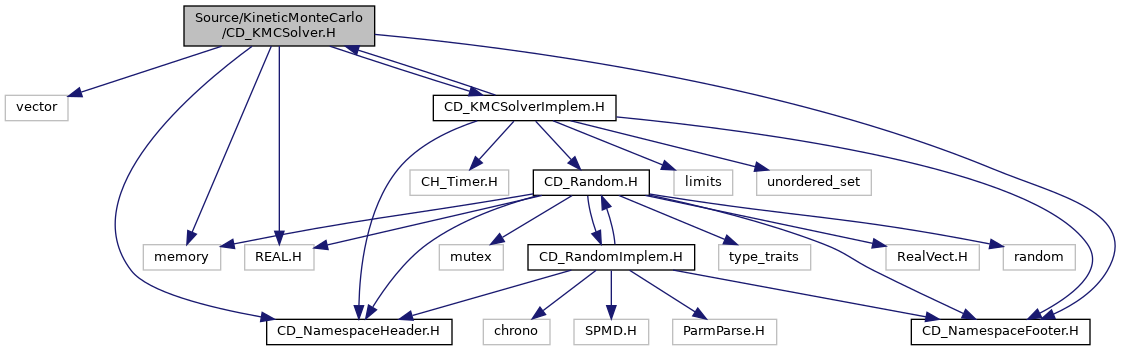 Source/KineticMonteCarlo
/CD_KMCSolver.H
vector
CD_KMCSolverImplem.H
CH_Timer.H
CD_Random.H
limits
unordered_set
memory
REAL.H
mutex
CD_RandomImplem.H
type_traits
RealVect.H
random
CD_NamespaceHeader.H
chrono
SPMD.H
ParmParse.H
CD_NamespaceFooter.H